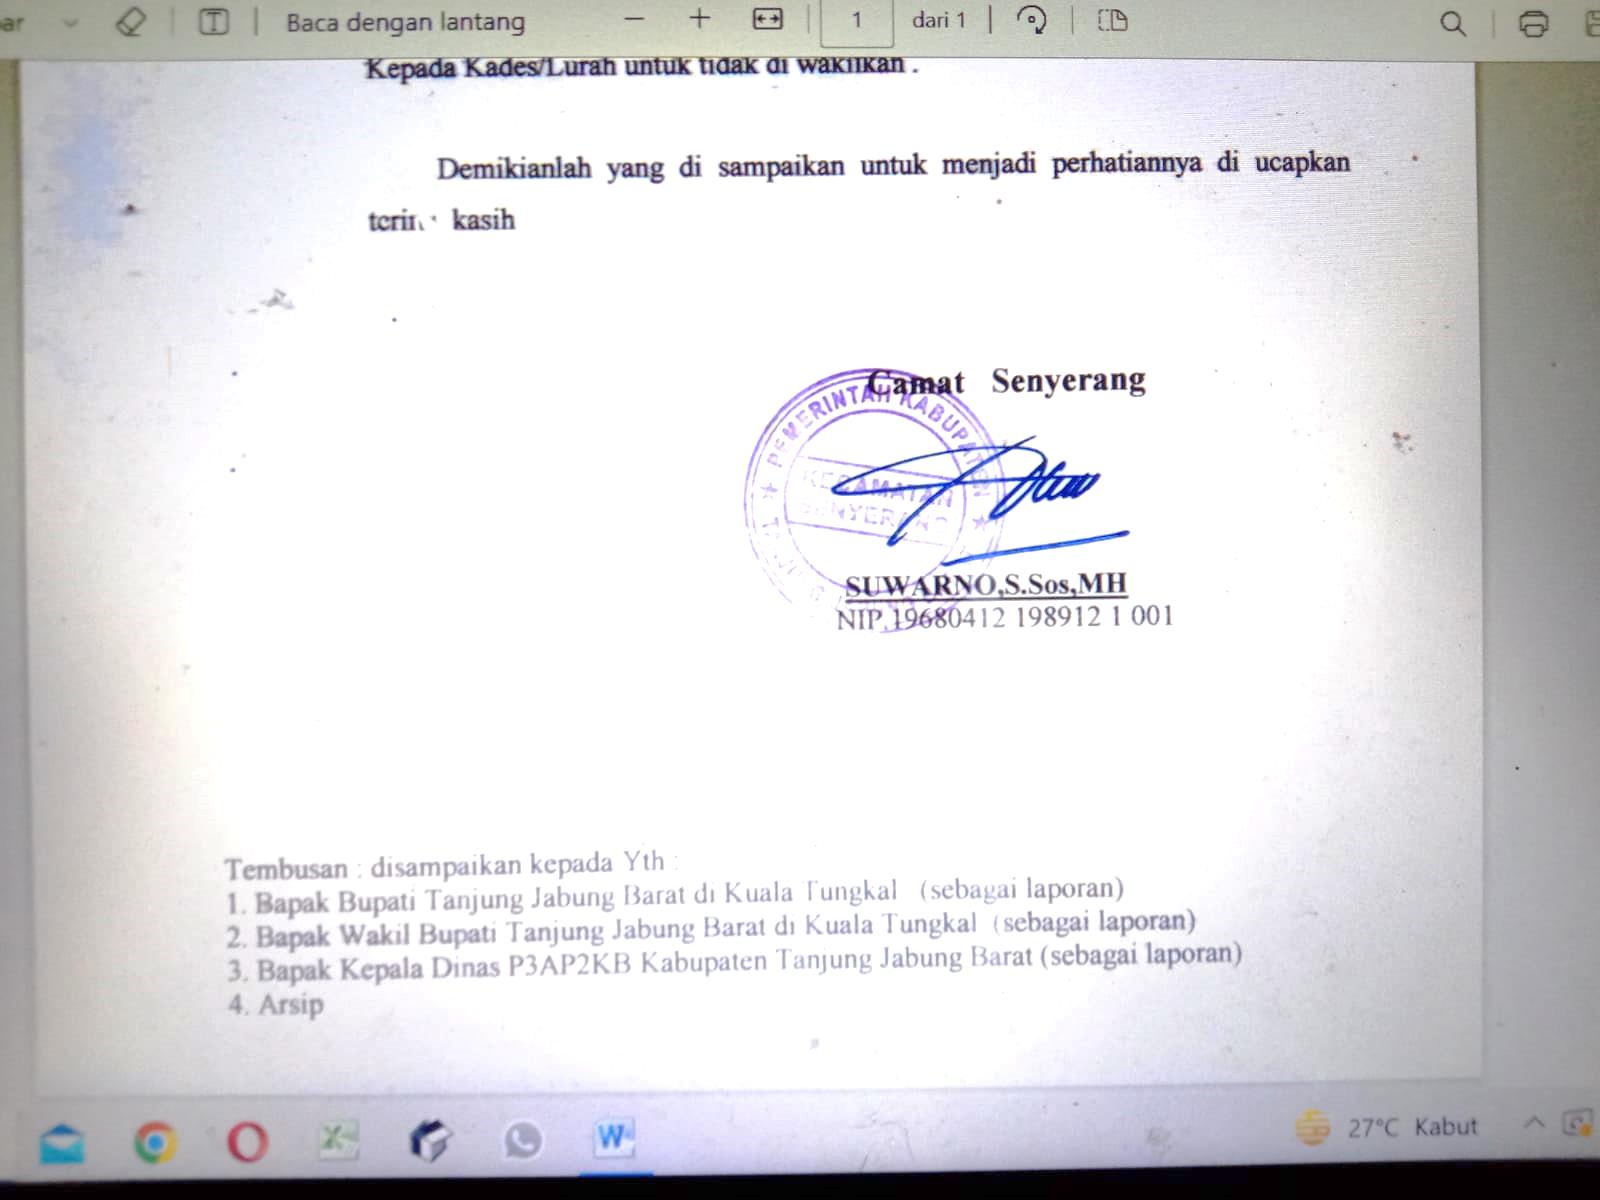 Baca dengan lantang
1 dari 1
Kepada Kades/Lurah untuk tidak di wakilkan .
Demikianlah yang di sampaikan untuk menjadi perhatiannya di ucapkan
kasih
Camat Senyerang
PEMERINTAH KABUPATEN
KECAMATAN
SENYERANG
SUWARNO,S.Sos,MH
NIP.19680412 198912 1 001
Tembusan : disampaikan kepada Yth :
1. Bapak Bupati Tanjung Jabung Barat di Kuala Tungkal (sebagai laporan)
2. Bapak Wakil Bupati Tanjung Jabung Barat di Kuala Tungkal (sebagai laporan)
3. Bapak Kepala Dinas P3AP2KB Kabupaten Tanjung Jabung Barat (sebagai laporan)
4. Arsip
27°C Kabut